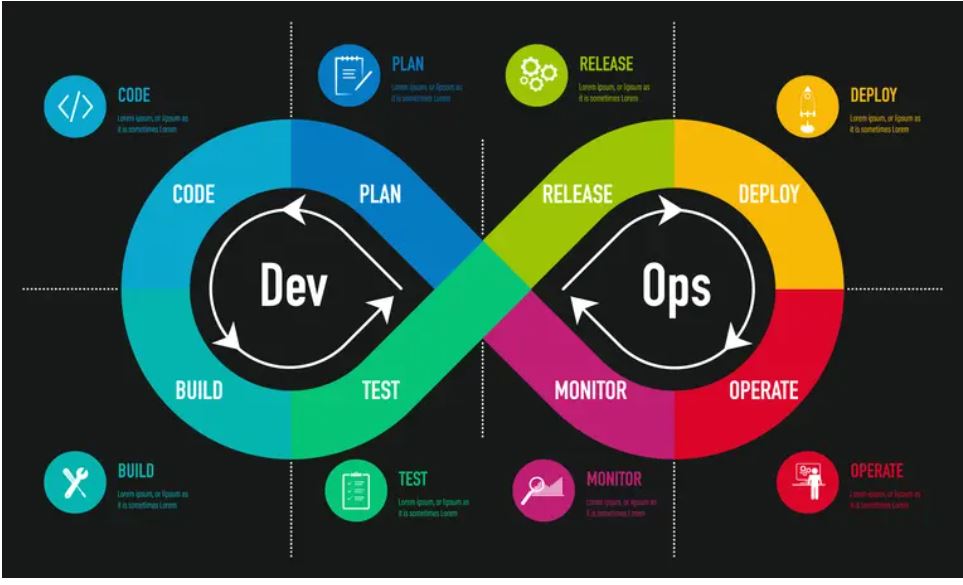 PLAN
Lorem ipsum, or lipsum as
it is sometimes Lorem
RELEASE
Lorem ipsum, or lipsum as
it is sometimes Lorem
CODE
Lorem ipsum, or lipsum as
it is sometimes Lorem
DEPLOY
Lorem ipsum, or lipsum as
it is sometimes Lorem
CODE
PLAN
RELEASE
DEPLOY
Dev
Ops
BUILD
TEST
MONITOR
OPERATE
BUILD
Lorem ipsum, or lipsum as
it is sometimes Lorem
TEST
Lorem ipsum, or lipsum as
it is sometimes Lorem
MONITOR
Lorem ipsum, or lipsum as
it is sometimes Lorem
OPERATE
Lorem ipsum, or lipsum as
it is sometimes Lorem